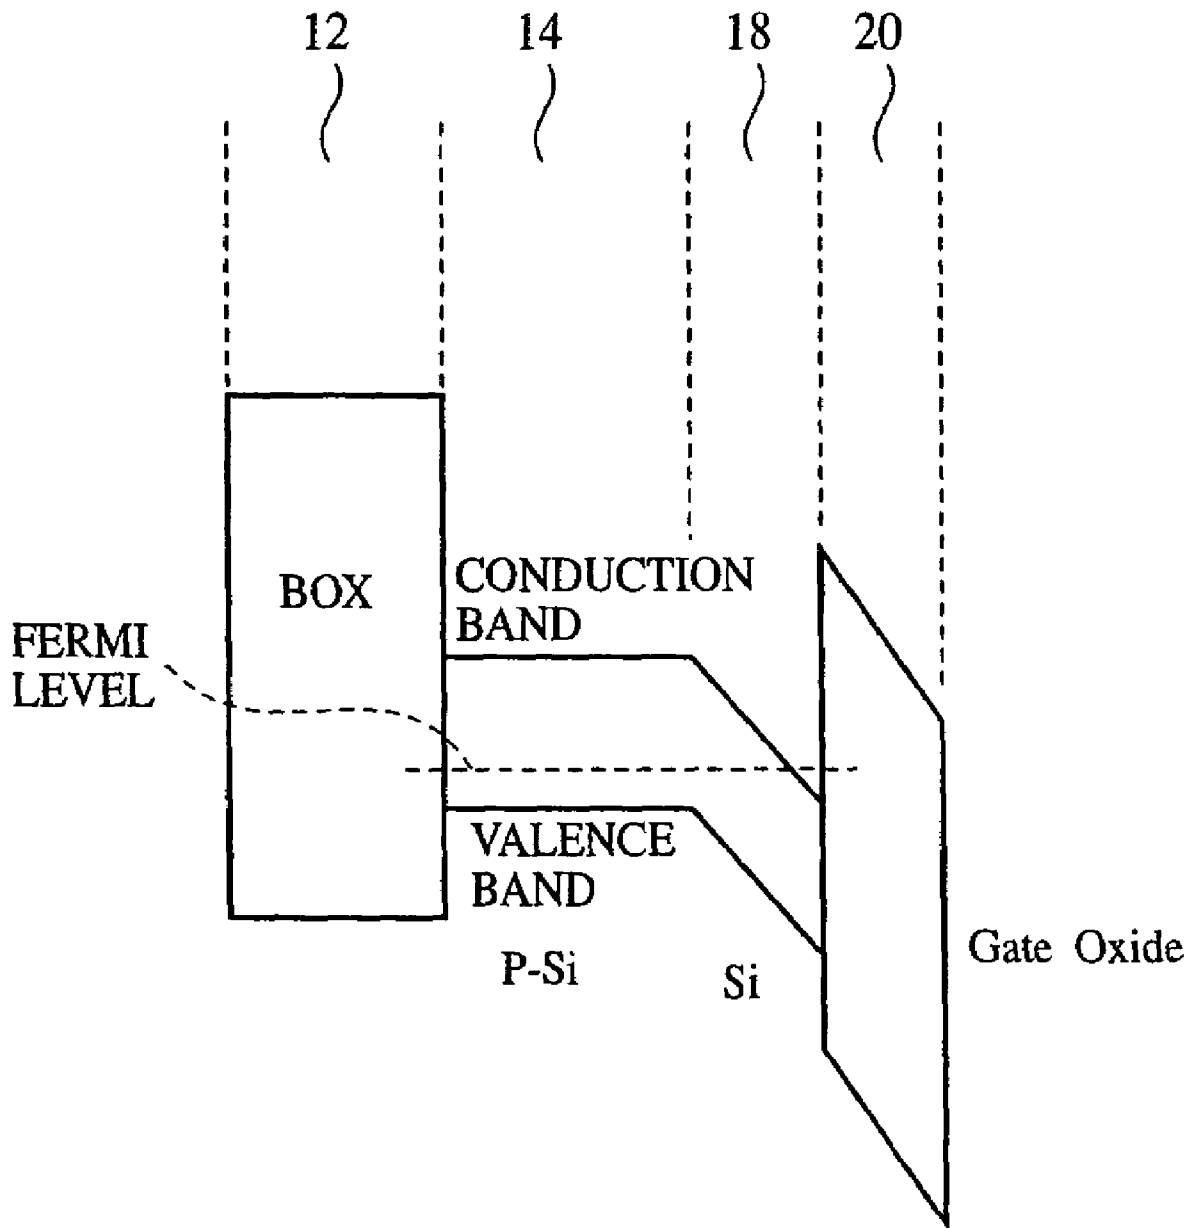 12 14 18 20
BOX
CONDUCTION
BAND
FERMI
LEVEL
VALENCE
BAND
P-Si
Si
Gate Oxide